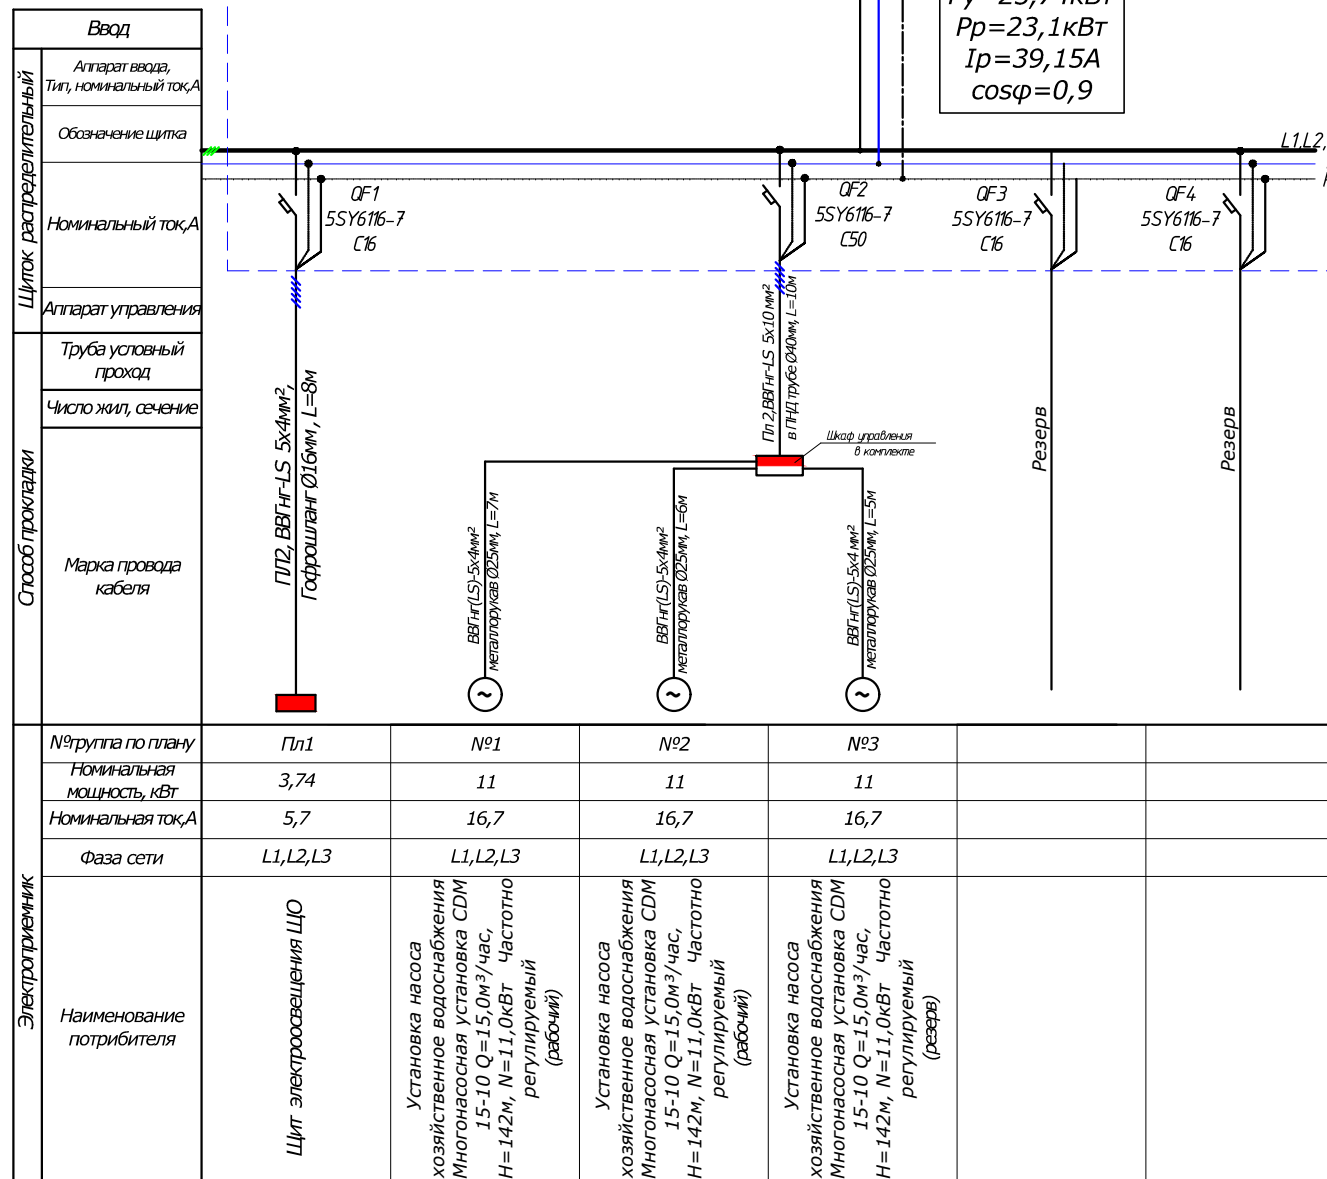 Ввод
Аппарат ввода,
Тип, номинальный ток,А
Обозначение щитка
Номинальный ток,А
Аппарат управления
Щиток распределительный
Труба условный
проход
Число жил, сечение
Марка провода
кабеля
Способ прокладки
Pp=23,1кВт
Ip=39,15А
cosφ=0,9
L1,L2,
QF1
5SY6116-7
C16
QF2
5SY6116-7
C50
QF3
5SY6116-7
C16
QF4
5SY6116-7
C16
ПЛ2, ВВГнг-LS 5х4мм²,
Гофрошланг Ø16мм, L=8м
Пл 2,ВВГнг-LS 5х10 мм²
в ПНД трубе Ø40мм, L=10м
Шкаф управления
в комплекте
ВВГнг(LS)-5х4мм²
металлорукав Ø25мм, L=7м
ВВГнг(LS)-5х4мм²
металлорукав Ø25мм, L=6м
ВВГнг(LS)-5х4 мм²
металлорукав Ø25мм, L=5м
Резерв
Резерв
Электроприемник
№группа по плану
Пл1
№1
№2
№3
Номинальная
мощность, кВт
3,74
11
11
11
Номинальная ток,А
5,7
16,7
16,7
16,7
Фаза сети
L1,L2,L3
L1,L2,L3
L1,L2,L3
L1,L2,L3
Наименование
потребителя
Щит электроосвещения ЩО
Установка насоса
хозяйственное водоснабжения
Многонасосная установка CDM
15-10 Q=15,0м³/час,
Н=142м, N=11,0кВт Частотно
регулируемый
(рабочий)
Установка насоса
хозяйственное водоснабжения
Многонасосная установка CDM
15-10 Q=15,0м³/час,
Н=142м, N=11,0кВт Частотно
регулируемый
(рабочий)
Установка насоса
хозяйственное водоснабжения
Многонасосная установка CDM
15-10 Q=15,0м³/час,
Н=142м, N=11,0кВт Частотно
регулируемый
(резерв)